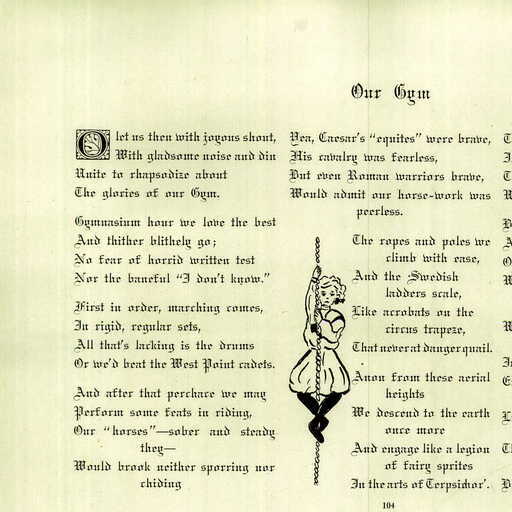 Our Gym
O let us then with joyous shout,
With gladsome noise and din
Unite to rhapsodize about
The glories of our Gym.
Gymnasium hour we love the best
And thither blithely go;
No fear of horrid written test
Nor the baneful “I don't know.”
First in order, marching comes,
In rigid, regular sets,
All that's lacking is the drums
Or we'd beat the West Point cadets.
And after that perchace we may
Perform some feats in riding,
Our “horses”—sober and steady
they—
Would brook neither sporring nor
chiding
Yea, Caesar's “equites” were brave,
His cavalry was fearless,
But even Roman warriors brave,
Would admit our horse-work was
peerless.
The ropes and poles we
climb with ease,
And the Swedish
ladders scale,
Like acrobats on the
circus trapeze,
That never at danger quail.
Anon from these aerial
heights
We descend to the earth
once more
And engage like a legion
of fairy sprites
In the arts of Terpsichor'.
104